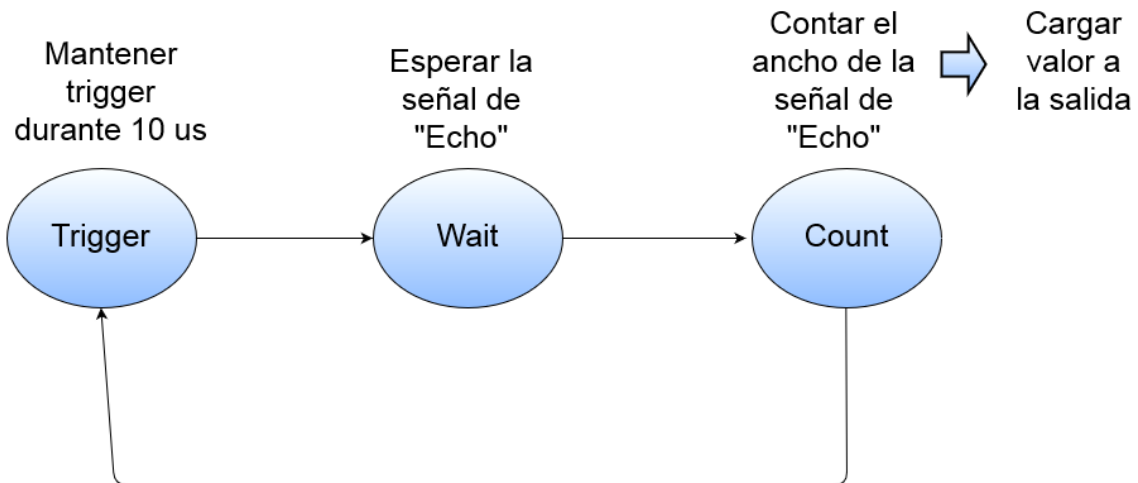 Mantener
trigger
durante 10 us
Esperar la
señal de
"Echo"
Contar el
ancho de la
señal de
"Echo"
Cargar
valor a
la salida
Trigger
Wait
Count